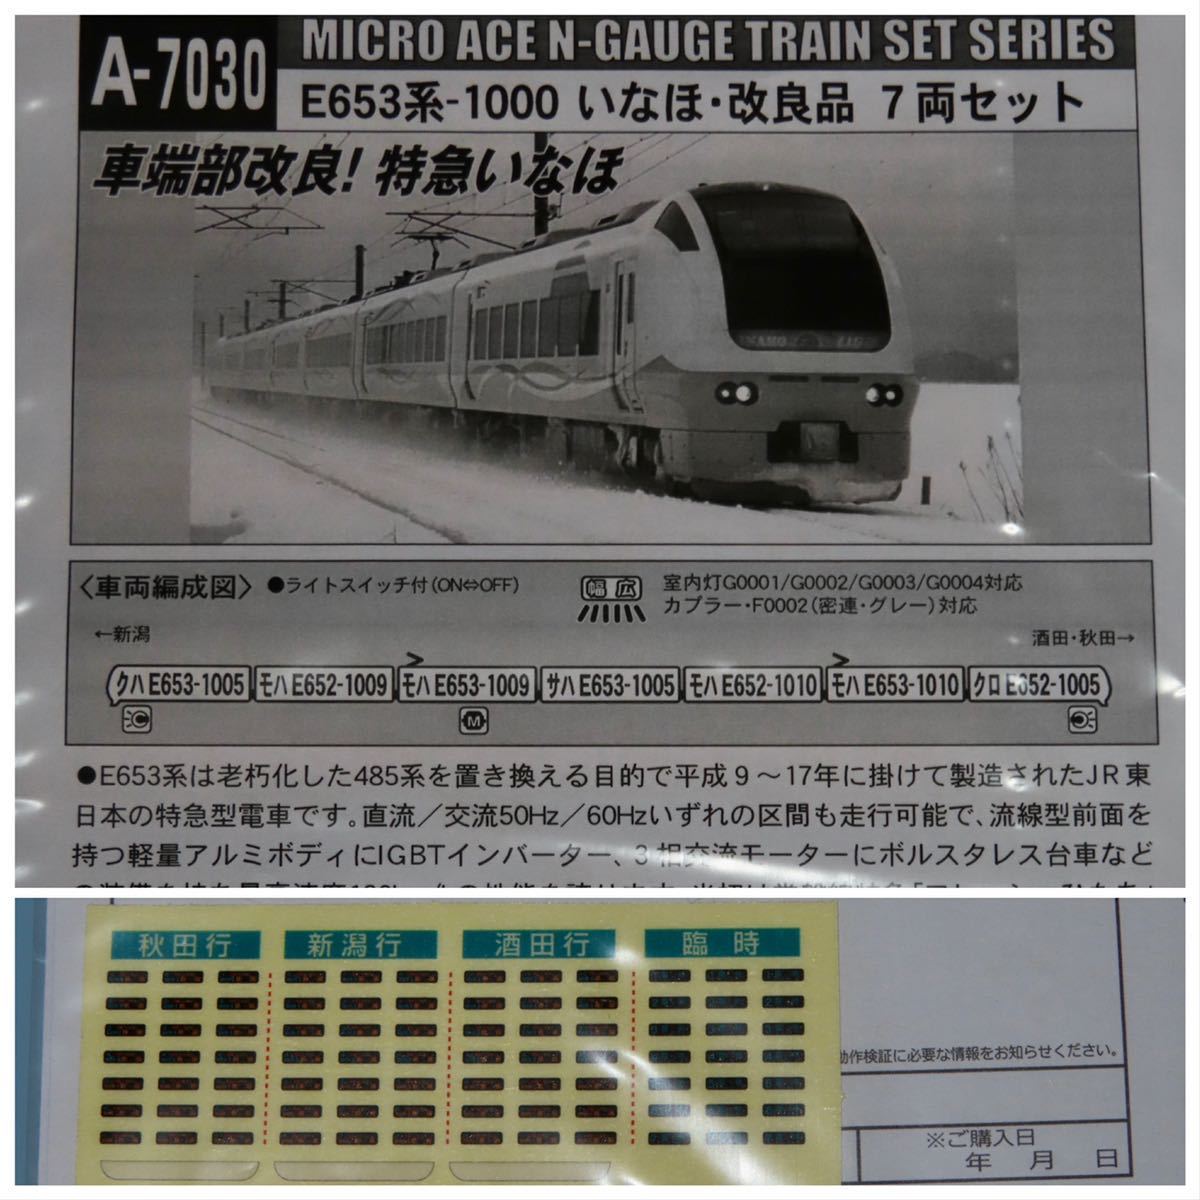 A-7030
MICRO ACE N-GAUGE TRAIN SET SERIES
E653系-1000 いなほ・改良品 7両セット
車端部改良！特急いなほ
〈車両編成図〉 ●ライトスイッチ付(ON⇔OFF)
幅広
室内灯G0001/G0002/G0003/G0004対応
カプラー・F0002(密連・グレー)対応
←新潟
酒田・秋田→
クハE653-1005 モハE652-1009 モハE653-1009 サハE653-1005 モハE652-1010 モハE653-1010 クロE652-1005
M
●E653系は老朽化した485系を置き換える目的で平成9～17年に掛けて製造されたJR東
日本の特急型電車です。直流／交流50Hz／60Hzいずれの区間も走行可能で、流線型前面を
持つ軽量アルミボディにIGBTインバーター、3相交流モーターにボルスタレス台車など
秋田行 新潟行 酒田行 臨時
動作検証に必要な情報をお知らせください。
※ご購入日
年 月 日